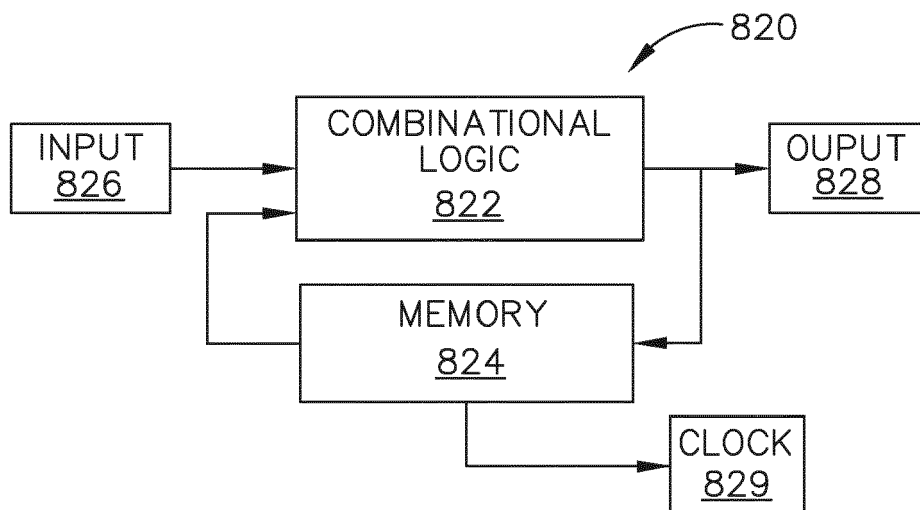 820
INPUT
826
COMBINATIONAL
LOGIC
822
OUPUT
828
MEMORY
824
CLOCK
829